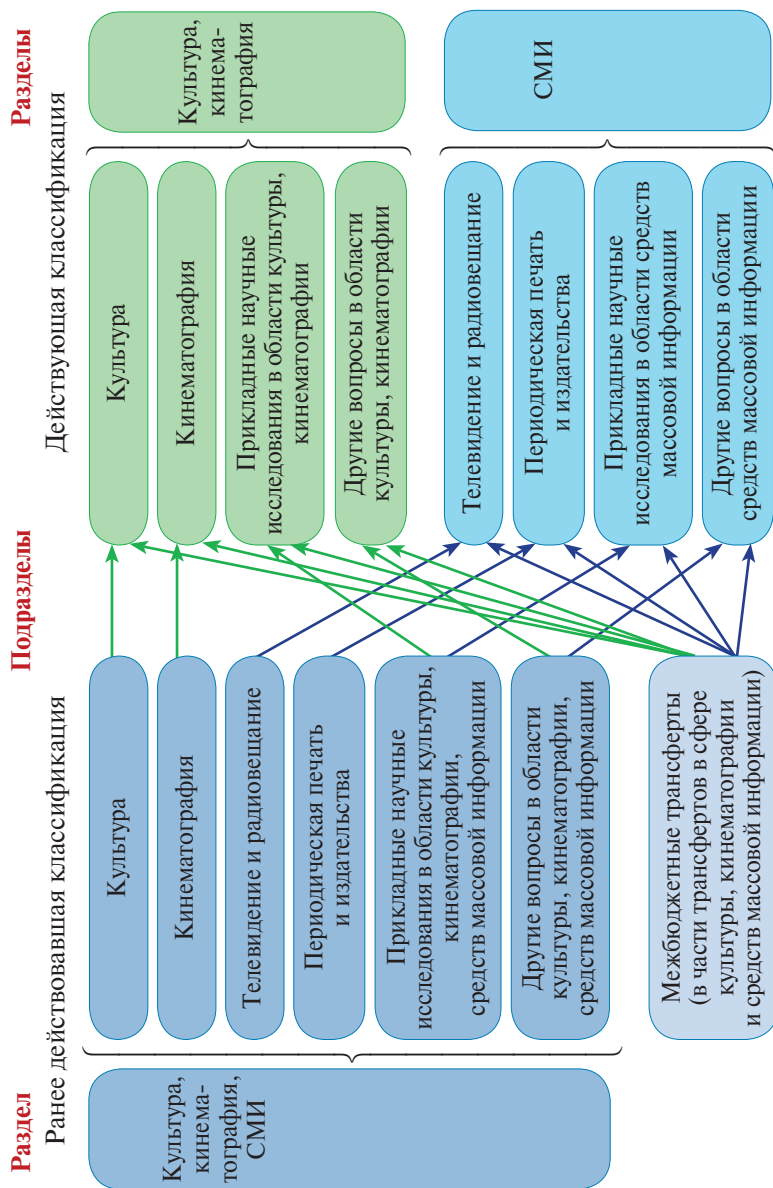 Раздел
Подразделы
Разделы
Ранее действовавшая классификация
Действующая классификация
Культура,
кинема-
тография,
СМИ
Культура
Кинематография
Телевидение и радиовещание
Периодическая печать
и издательства
Прикладные научные
исследования в области культуры,
кинематографии,
средств массовой информации
Другие вопросы в области
культуры, кинематографии,
средств массовой информации
Межбюджетные трансферты
(в части трансфертов в сфере
культуры, кинематографии
и средств массовой информации)
Культура
Кинематография
Прикладные научные
исследования в области культуры,
кинематографии
Другие вопросы в области
культуры, кинематографии
Телевидение и радиовещание
Периодическая печать
и издательства
Прикладные научные
исследования в области средств
массовой информации
Другие вопросы в области
средств массовой информации
Культура,
кинема-
тография
СМИ